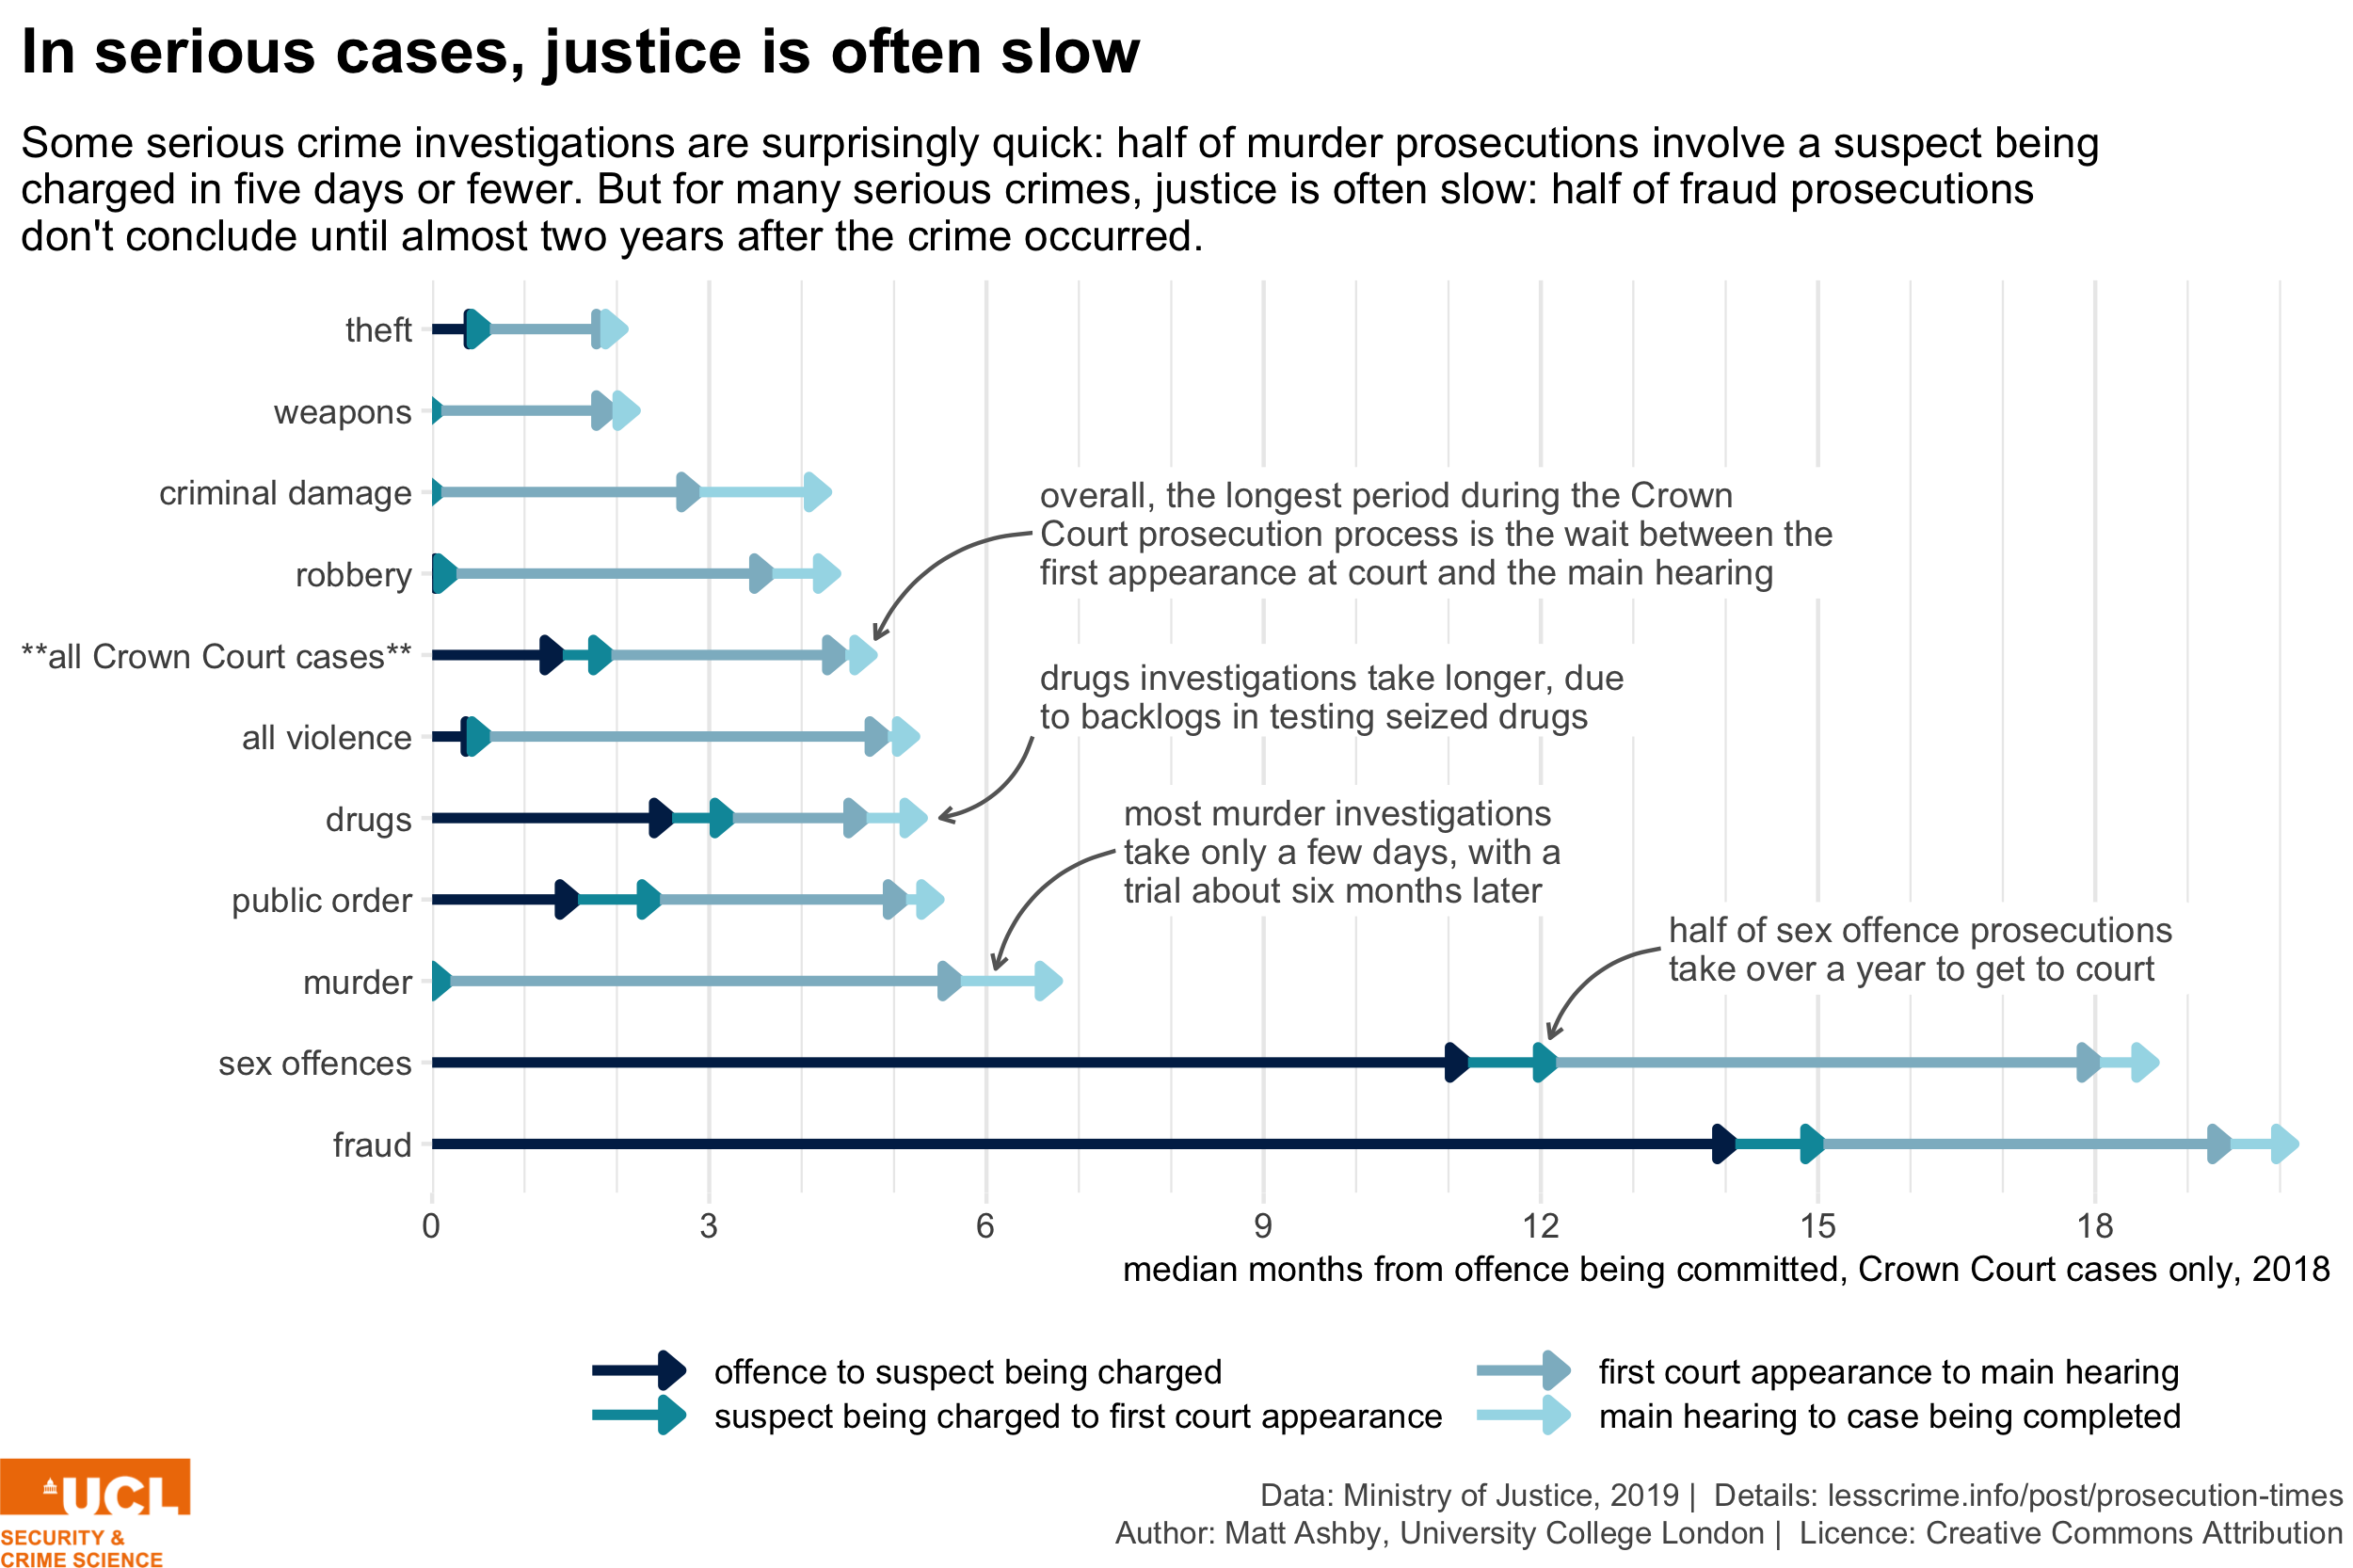 In serious cases, justice is often slow
Some serious crime investigations are surprisingly quick: half of murder prosecutions involve a suspect being
charged in five days or fewer. But for many serious crimes, justice is often slow: half of fraud prosecutions
don't conclude until almost two years after the crime occurred.
theft
weapons
criminal damage
overall, the longest period during the Crown
Court prosecution process is the wait between the
first appearance at court and the main hearing
robbery
**all Crown Court cases**
drugs investigations take longer, due
to backlogs in testing seized drugs
all violence
drugs
most murder investigations
take only a few days, with a
trial about six months later
public order
half of sex offence prosecutions
take over a year to get to court
murder
sex offences
fraud
0 3 6 9 12 15 18
median months from offence being committed, Crown Court cases only, 2018
offence to suspect being charged
suspect being charged to first court appearance
first court appearance to main hearing
main hearing to case being completed
UCL
SECURITY &
CRIME SCIENCE
Data: Ministry of Justice, 2019 | Details: lesscrime.info/post/prosecution-times
Author: Matt Ashby, University College London | Licence: Creative Commons Attribution